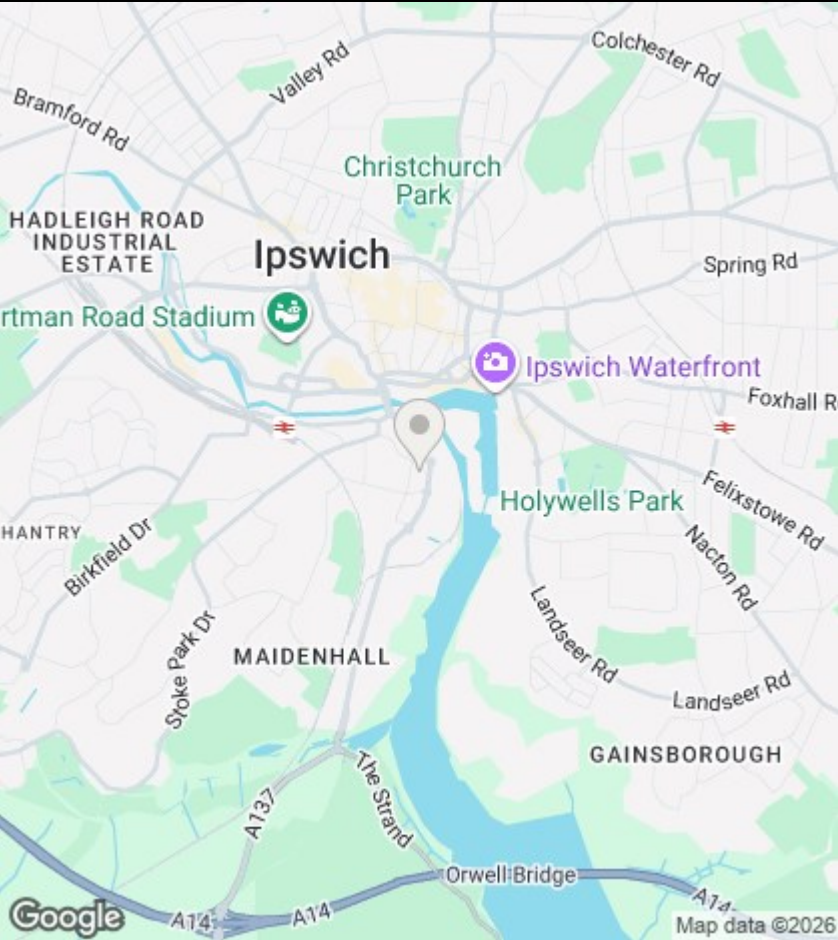 Colchester Rd
Valley Rd
Bramford Rd
Christchurch
Park
HADLEIGH ROAD
INDUSTRIAL
ESTATE
Ipswich
Spring Rd
rtman Road Stadium
Ipswich Waterfront
Foxhall R
Holywells Park
Felixstowe Rd
HANTRY
Birkfield Dr
Nacton Rd
Landseer Rd
Stoke Park Dr
MAIDENHALL
Landseer Rd
GAINSBOROUGH
The Strand
A137
Orwell Bridge
A14
A14
A14
Google
Map data ©2026